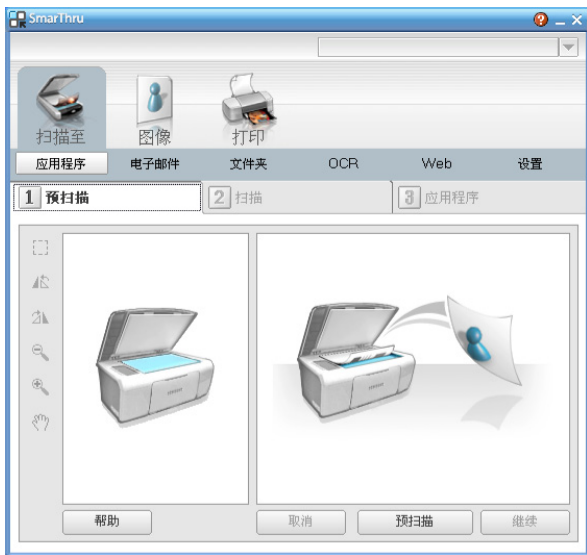 SmarThru
扫描至 图像 打印
应用程序 电子邮件 文件夹 OCR Web 设置
1 预扫描 2 扫描 3 应用程序
帮助 取消 预扫描 继续